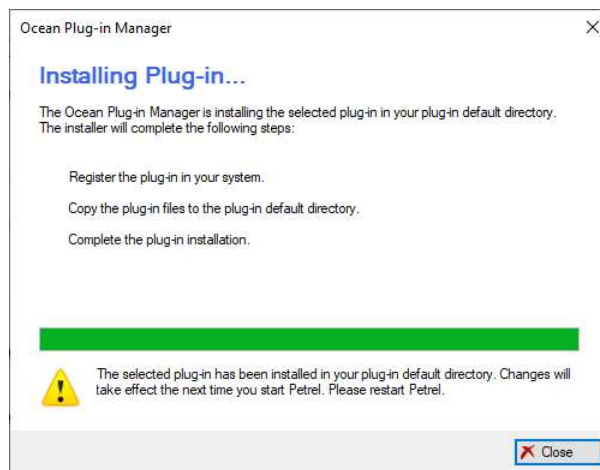 Ocean Plug-in Manager
Installing Plug-in...
The Ocean Plug-in Manager is installing the selected plug-in in your plug-in default directory.
The installer will complete the following steps:
Register the plug-in in your system.
Copy the plug-in files to the plug-in default directory.
Complete the plug-in installation.
The selected plug-in has been installed in your plug-in default directory. Changes will
take effect the next time you start Petrel. Please restart Petrel.
Close